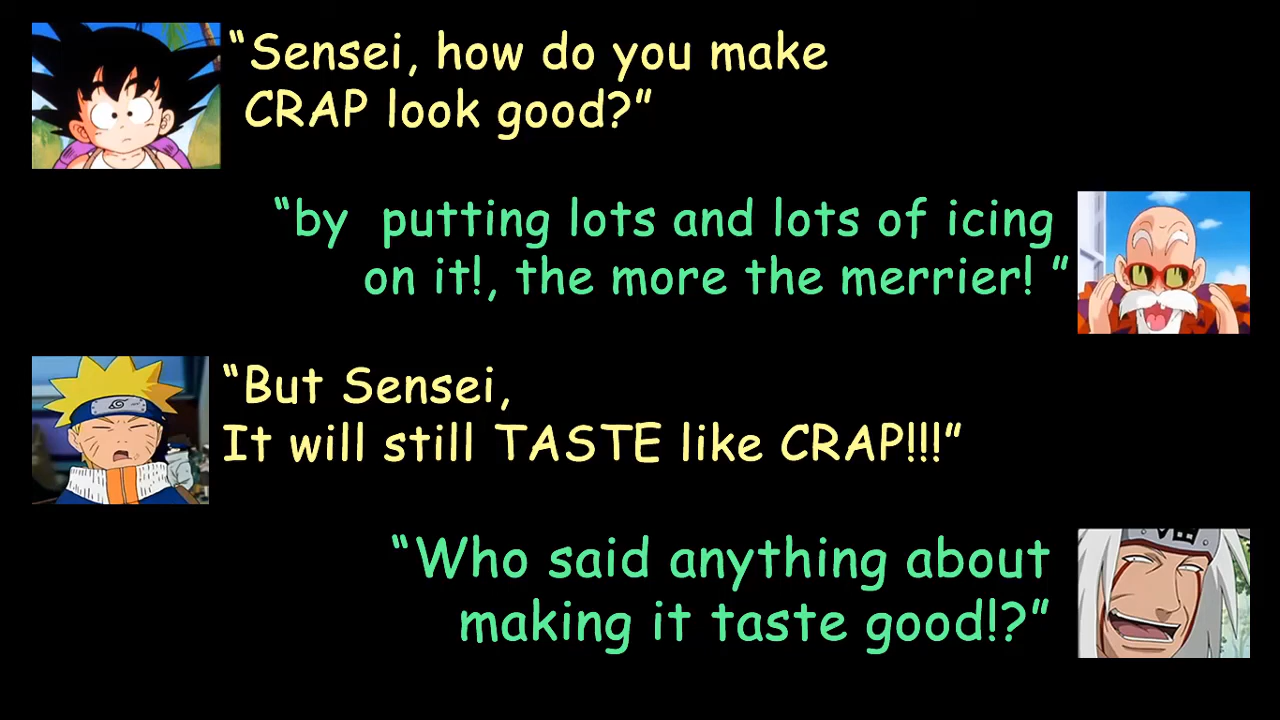 “Sensei, how do you make
CRAP look good?”
“by putting lots and lots of icing
on it!, the more the merrier! ”
“But Sensei,
It will still TASTE like CRAP!!!”
“Who said anything about
making it taste good!?”